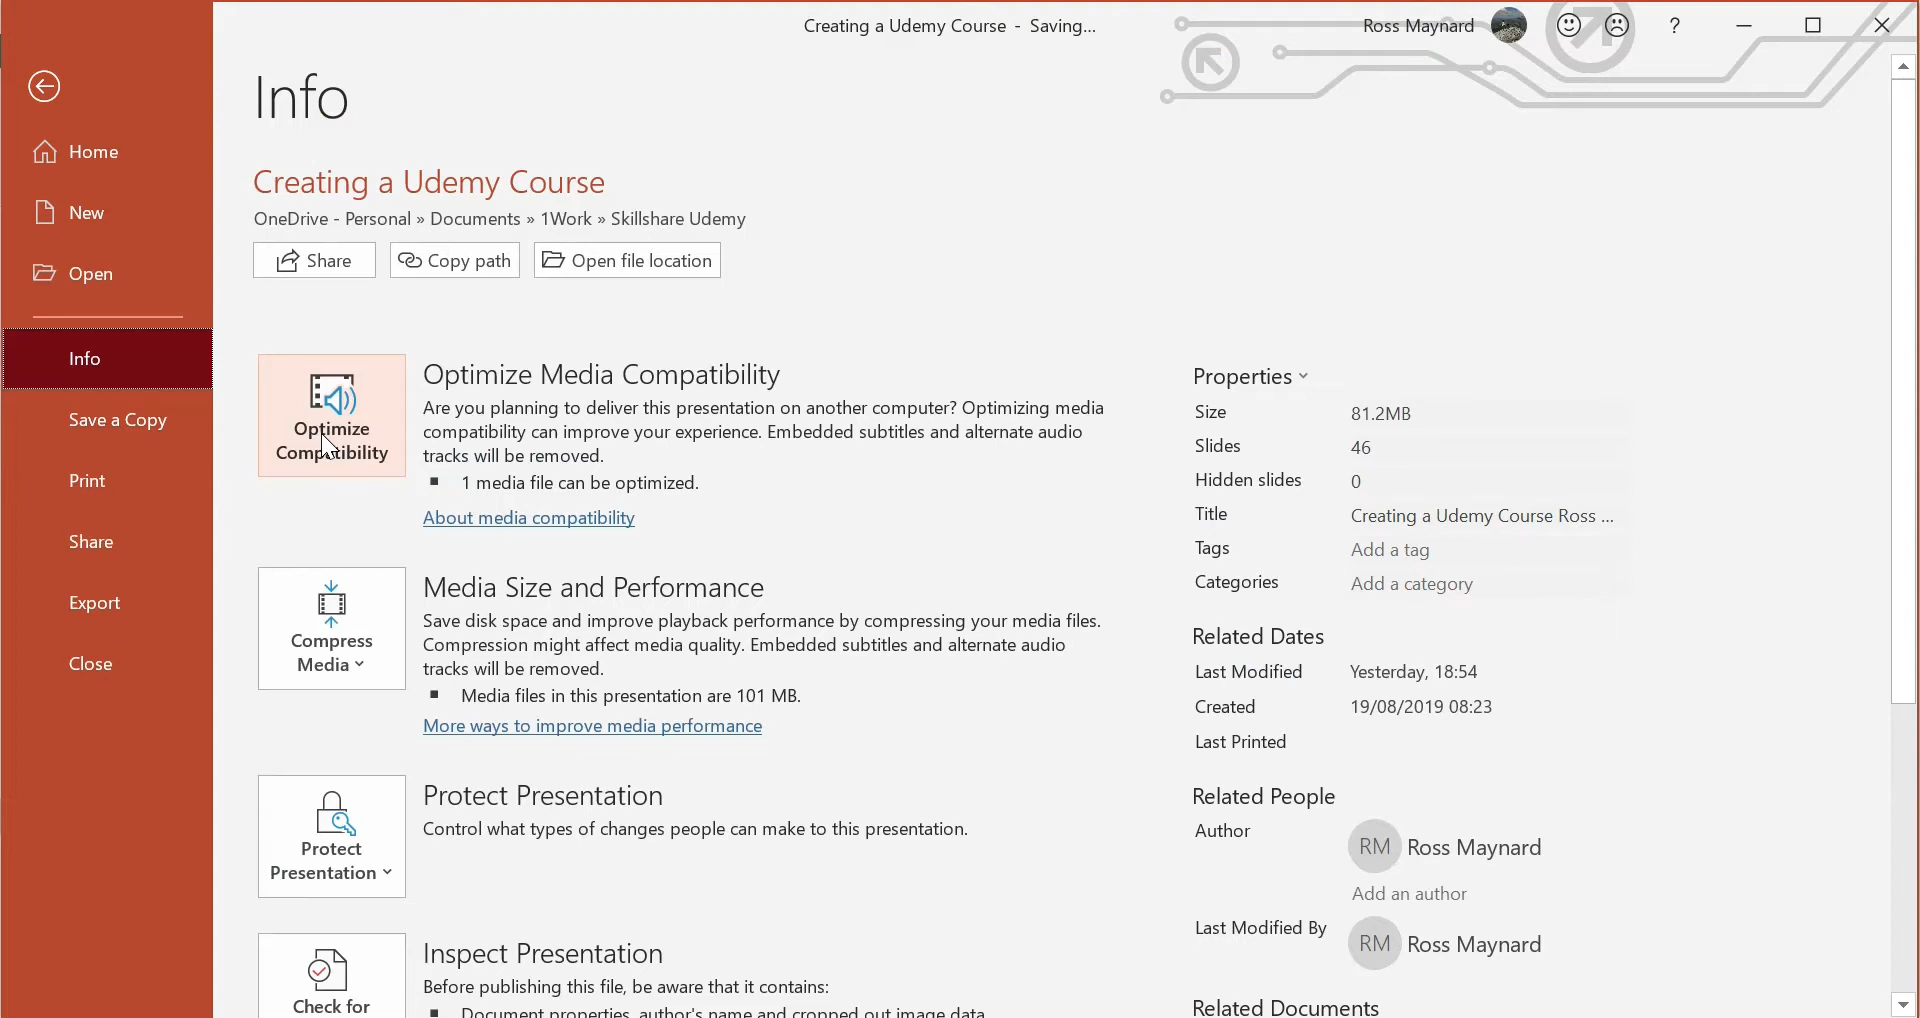 Creating a Udemy Course - Saving...
Ross Maynard
?
Info
Home
New
Open
Info
Save a Copy
Print
Share
Export
Close
Creating a Udemy Course
OneDrive - Personal » Documents » 1Work » Skillshare Udemy
Share
Copy path
Open file location
Optimize
Compatibility
Optimize Media Compatibility
Are you planning to deliver this presentation on another computer? Optimizing media
compatibility can improve your experience. Embedded subtitles and alternate audio
tracks will be removed.
1 media file can be optimized.
About media compatibility
Compress
Media
Media Size and Performance
Save disk space and improve playback performance by compressing your media files.
Compression might affect media quality. Embedded subtitles and alternate audio
tracks will be removed.
Media files in this presentation are 101 MB.
More ways to improve media performance
Protect
Presentation
Protect Presentation
Control what types of changes people can make to this presentation.
Check for
Inspect Presentation
Before publishing this file, be aware that it contains:
Document properties, author's name and cropped out image data
Properties
Size 81.2MB
Slides 46
Hidden slides 0
Title Creating a Udemy Course Ross ...
Tags Add a tag
Categories Add a category
Related Dates
Last Modified Yesterday, 18:54
Created 19/08/2019 08:23
Last Printed
Related People
Author RM Ross Maynard
Add an author
Last Modified By RM Ross Maynard
Related Documents